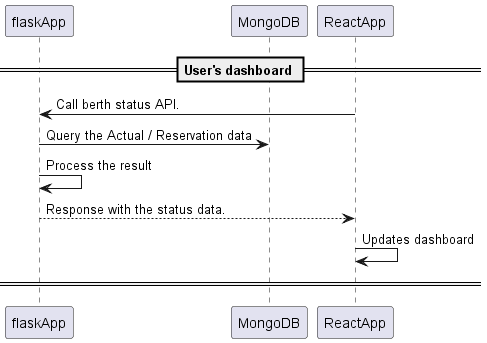 flaskApp MongoDB ReactApp
User's dashboard
Call berth status API.
Query the Actual / Reservation data
Process the result
Response with the status data.
Updates dashboard
flaskApp MongoDB ReactApp